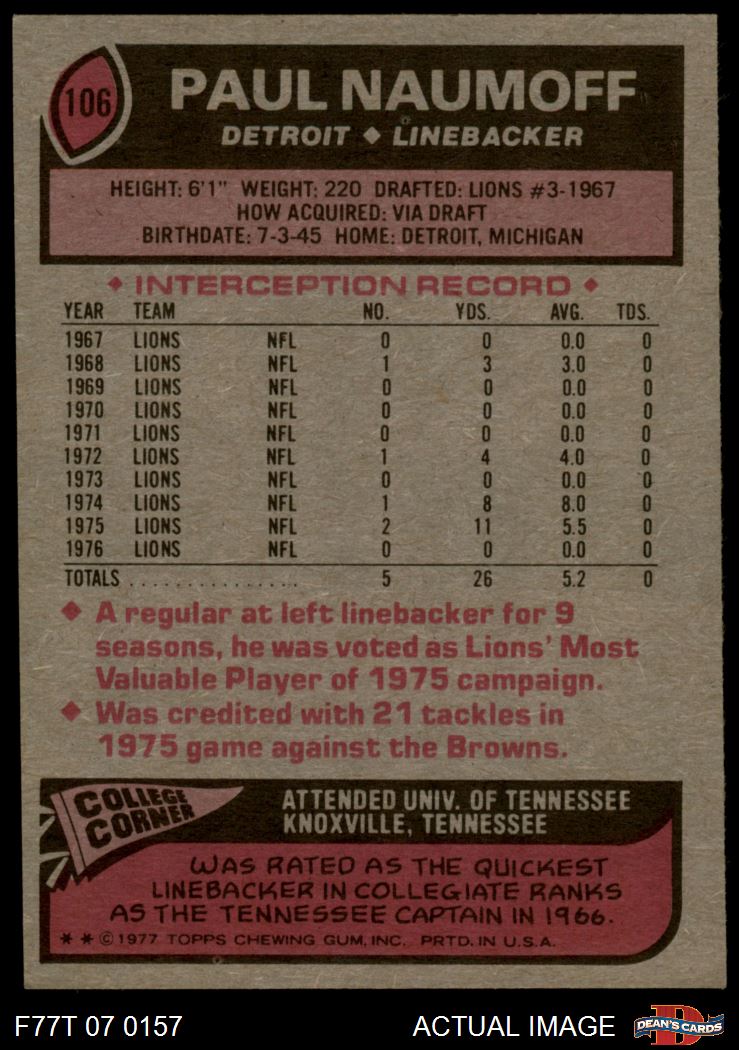 106
PAUL NAUMOFF
DETROIT ◆ LINEBACKER
HEIGHT: 6'1" WEIGHT: 220 DRAFTED: LIONS #3-1967
HOW ACQUIRED: VIA DRAFT
BIRTHDATE: 7-3-45 HOME: DETROIT, MICHIGAN
◆ INTERCEPTION RECORD ◆
YEAR TEAM NO. YDS. AVG. TDS.
1967 LIONS NFL 0 0 0.0 0
1968 LIONS NFL 1 3 3.0 0
1969 LIONS NFL 0 0 0.0 0
1970 LIONS NFL 0 0 0.0 0
1971 LIONS NFL 0 0 0.0 0
1972 LIONS NFL 1 4 4.0 0
1973 LIONS NFL 0 0 0.0 0
1974 LIONS NFL 1 8 8.0 0
1975 LIONS NFL 2 11 5.5 0
1976 LIONS NFL 0 0 0.0 0
TOTALS . . . . . . . . . . . . . . . 5 26 5.2 0
◆ A regular at left linebacker for 9
seasons, he was voted as Lions' Most
Valuable Player of 1975 campaign.
◆ Was credited with 21 tackles in
1975 game against the Browns.
COLLEGE
CORNER
ATTENDED UNIV. OF TENNESSEE
KNOXVILLE, TENNESSEE
WAS RATED AS THE QUICKEST
LINEBACKER IN COLLEGIATE RANKS
AS THE TENNESSEE CAPTAIN IN 1966.
* * © 1977 TOPPS CHEWING GUM, INC. PRTD. IN U.S.A.
F77T 07 0157
ACTUAL IMAGE
D
DEAN'S CARDS